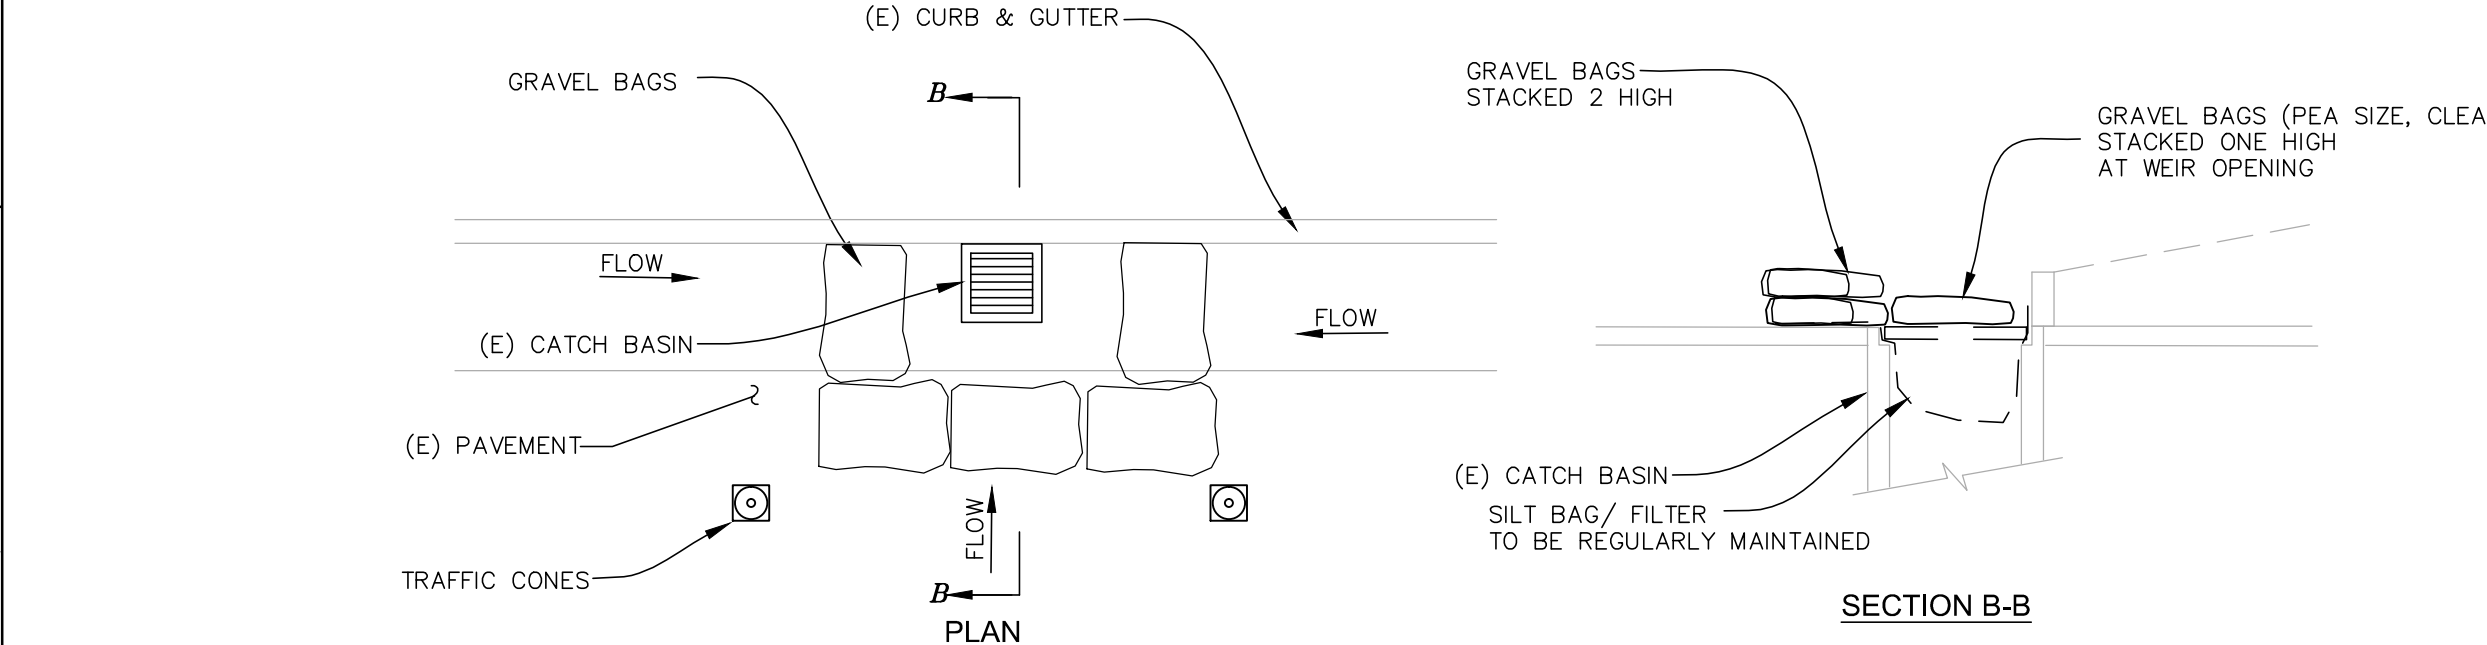 (E) CURB & GUTTER
GRAVEL BAGS
B
FLOW
FLOW
(E) CATCH BASIN
(E) PAVEMENT
FLOW
TRAFFIC CONES
B
PLAN
GRAVEL BAGS
STACKED 2 HIGH
GRAVEL BAGS (PEA SIZE,
STACKED ONE HIGH
AT WEIR OPENING
(E) CATCH BASIN
SILT BAG/ FILTER
TO BE REGULARLY MAINTAINED
SECTION B-B